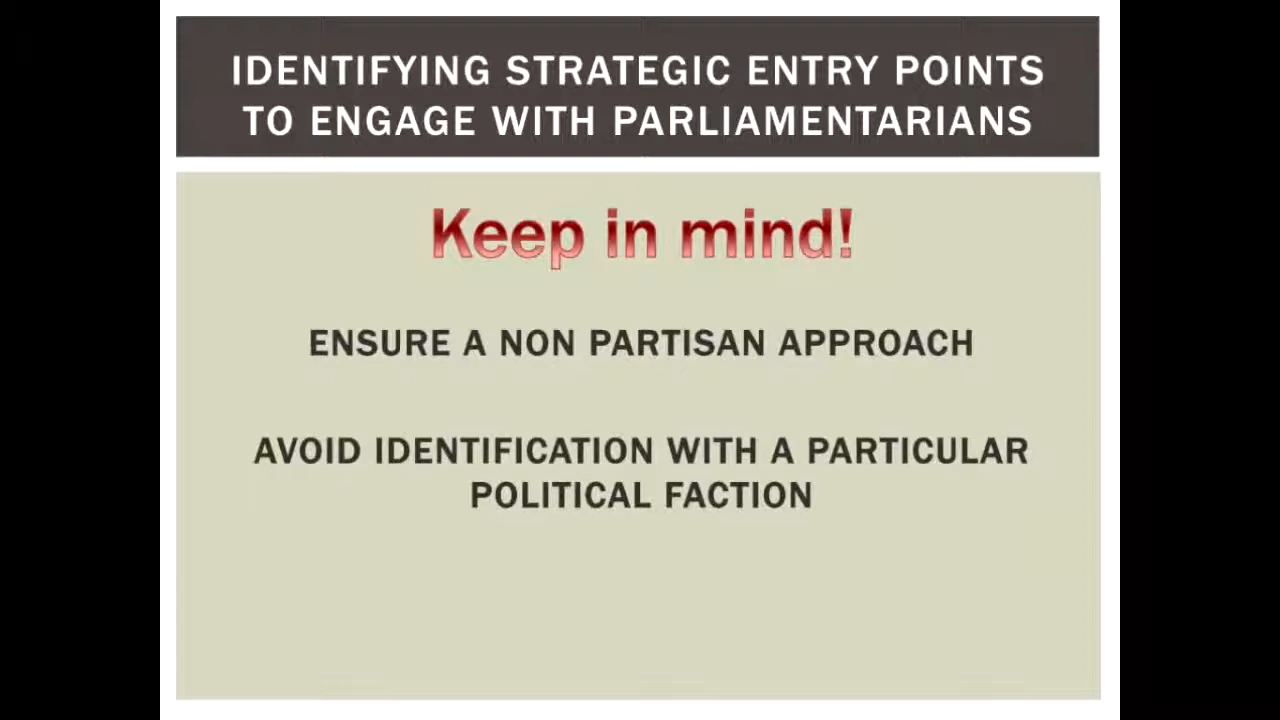 IDENTIFYING STRATEGIC ENTRY POINTS
TO ENGAGE WITH PARLIAMENTARIANS
Keep in mind!
ENSURE A NON PARTISAN APPROACH
AVOID IDENTIFICATION WITH A PARTICULAR
POLITICAL FACTION